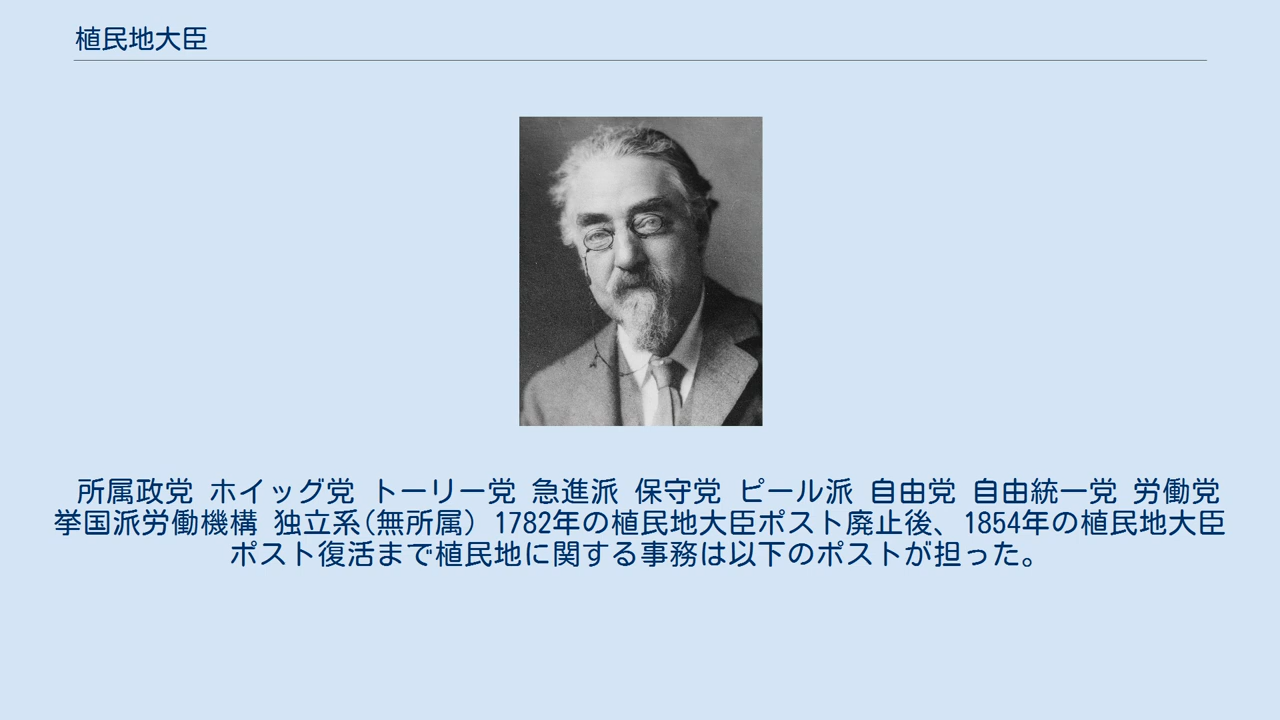 植民地大臣
所属政党 ホイッグ党 トーリー党 急進派 保守党 ピール派 自由党 自由統一党 労働党
挙国派労働機構 独立系(無所属) 1782年の植民地大臣ポスト廃止後、1854年の植民地大臣
ポスト復活まで植民地に関する事務は以下のポストが担った。